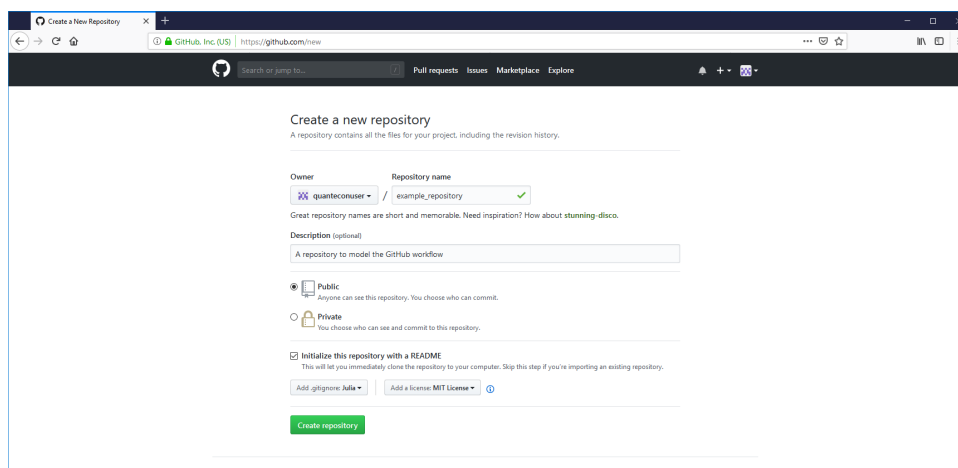 Create a New Repository
GitHub, Inc. (US) https://github.com/new
Search or jump to... / Pull requests Issues Marketplace Explore
Create a new repository
A repository contains all the files for your project, including the revision history.
Owner Repository name
quanteconuser / example_repository
Great repository names are short and memorable. Need inspiration? How about stunning-disco.
Description (optional)
A repository to model the GitHub workflow
Public
Anyone can see this repository. You choose who can commit.
Private
You choose who can see and commit to this repository.
Initialize this repository with a README
This will let you immediately clone the repository to your computer. Skip this step if you're importing an existing repository.
Add .gitignore: Julia Add a license: MIT License
Create repository